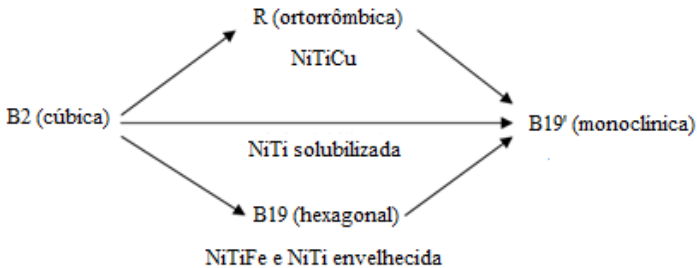 R (ortorrômbica)
NiTiCu
B2 (cúbica)
B19' (monoclínica)
NiTi solubilizada
B19 (hexagonal)
NiTiFe e NiTi envelhecida